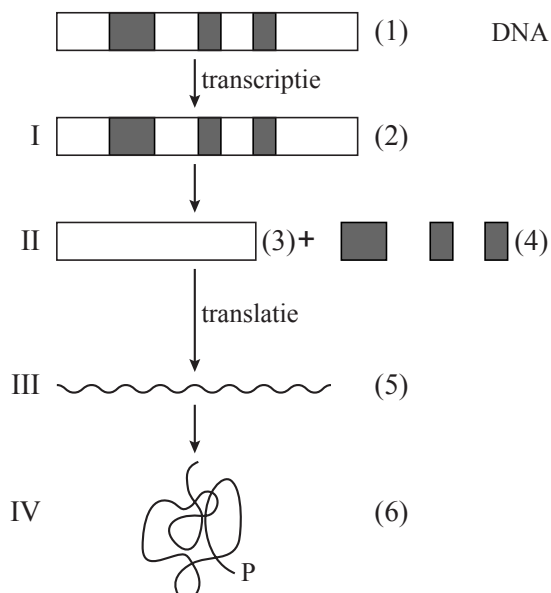 (1) DNA
transcriptie
I (2)
II (3) + (4)
translatie
III (5)
IV (6)
P